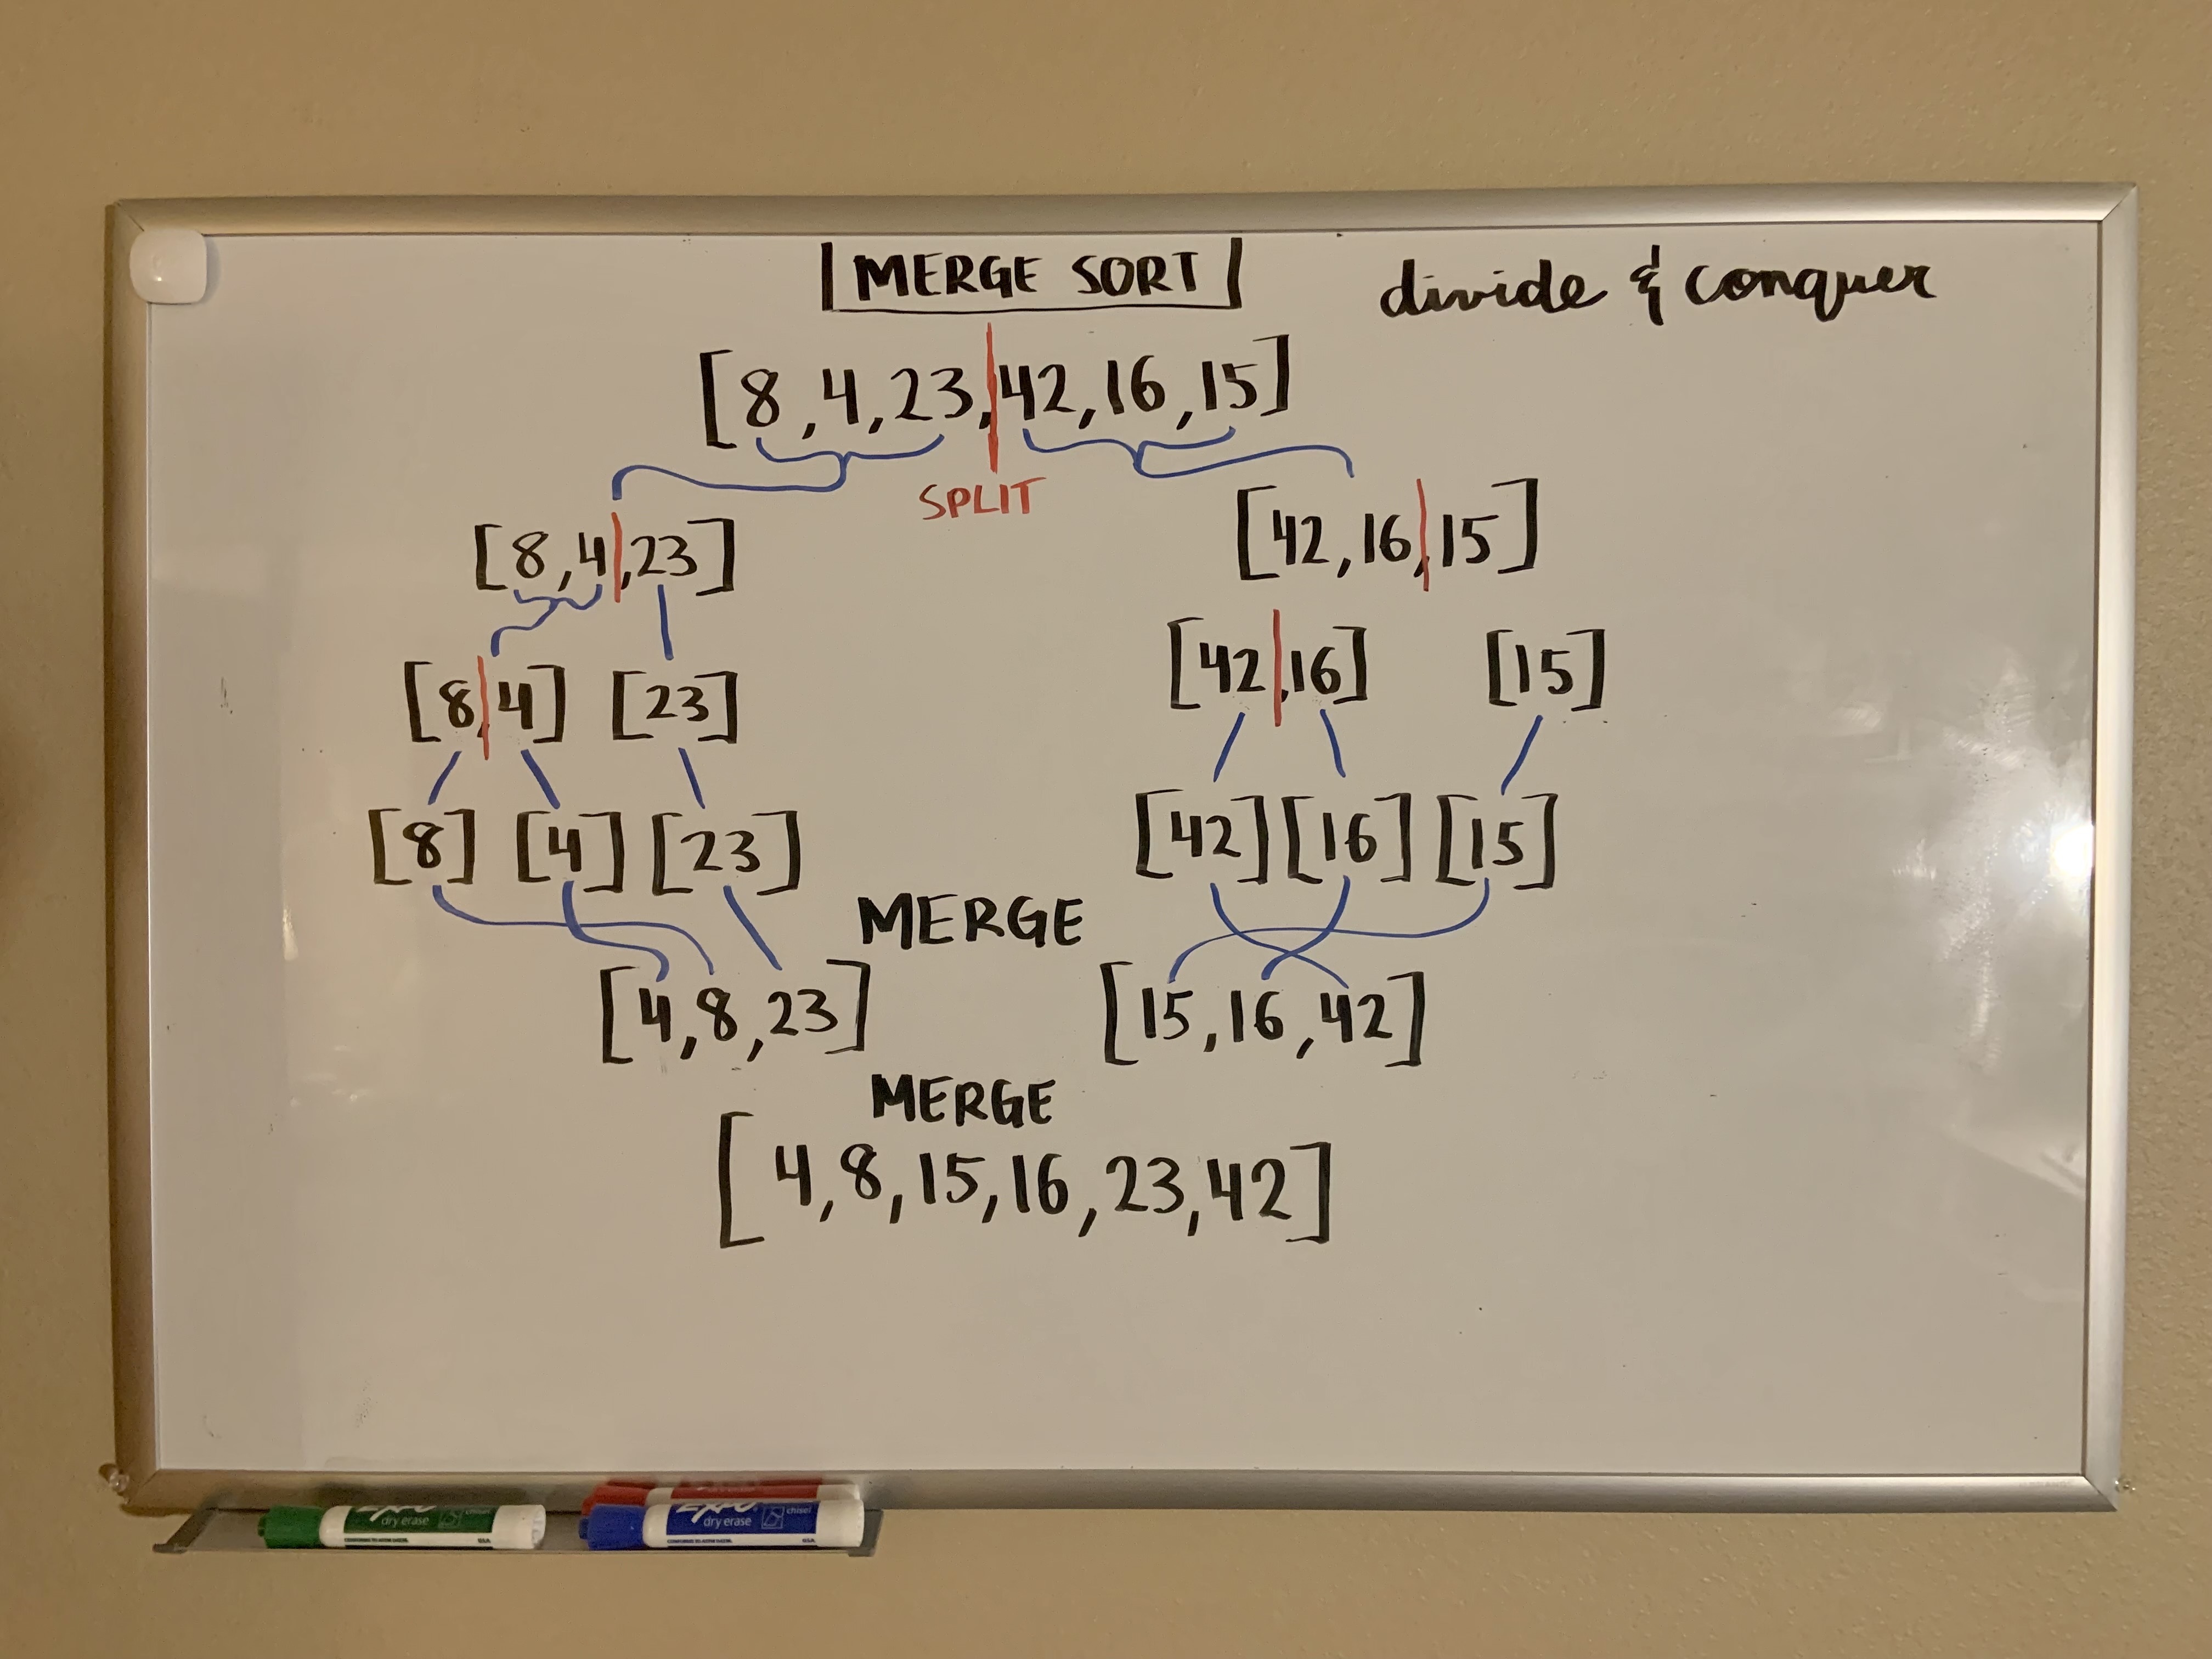 MERGE SORT
divide & conquer
[8,4,23,42,16,15]
SPLIT
[8,4,23] [42,16,15]
[8,4] [23] [42,16] [15]
[8] [4] [23] [42] [16] [15]
MERGE
[4,8,23] [15,16,42]
MERGE
[4,8,15,16,23,42]
EXPO chisel
dry erase
EXPO chisel
dry erase